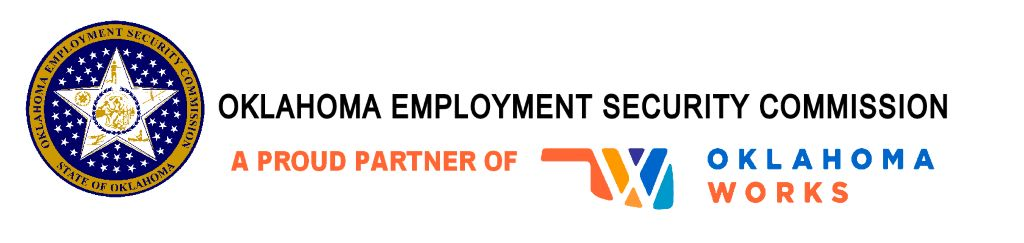 OKLAHOMA EMPLOYMENT SECURITY COMMISSION
STATE OF OKLAHOMA
OKLAHOMA EMPLOYMENT SECURITY COMMISSION
A PROUD PARTNER OF
OKLAHOMA
WORKS